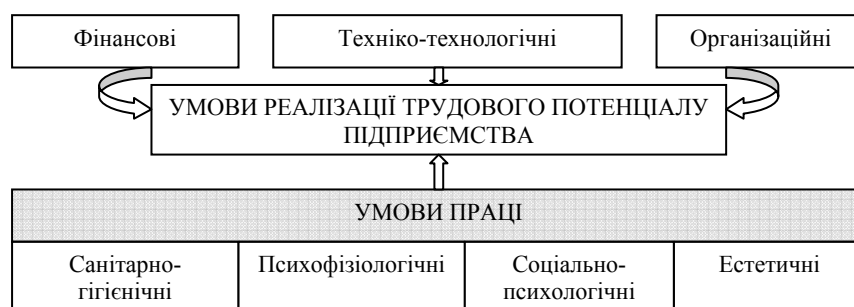 Фінансові
Техніко-технологічні
Організаційні
УМОВИ РЕАЛІЗАЦІЇ ТРУДОВОГО ПОТЕНЦІАЛУ
ПІДПРИЄМСТВА
УМОВИ ПРАЦІ
Санітарно-
гігієнічні
Психофізіологічні
Соціально-
психологічні
Естетичні